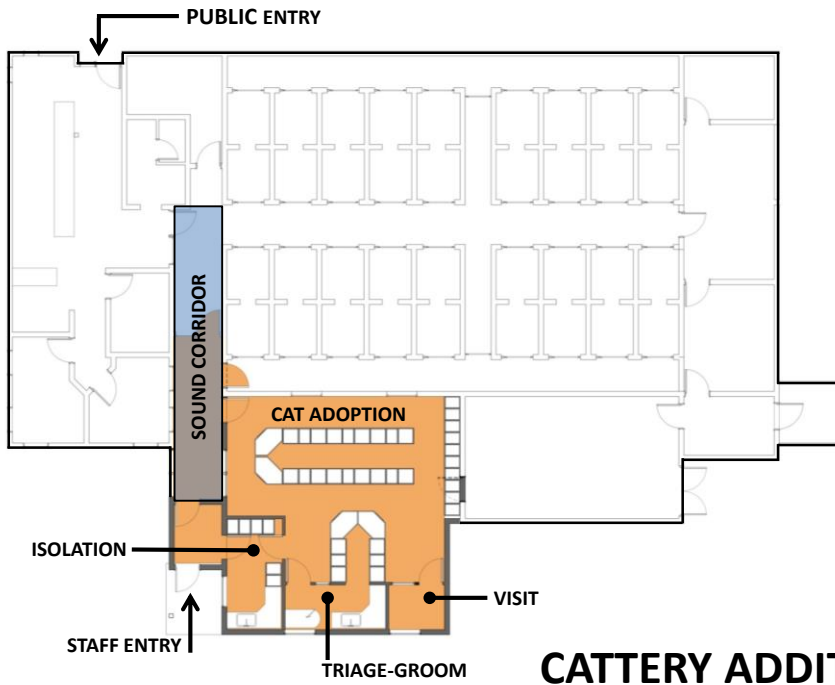 PUBLIC ENTRY
SOUND CORRIDOR
CAT ADOPTION
ISOLATION
VISIT
STAFF ENTRY
TRIAGE-GROOM
CATTERY ADDIT